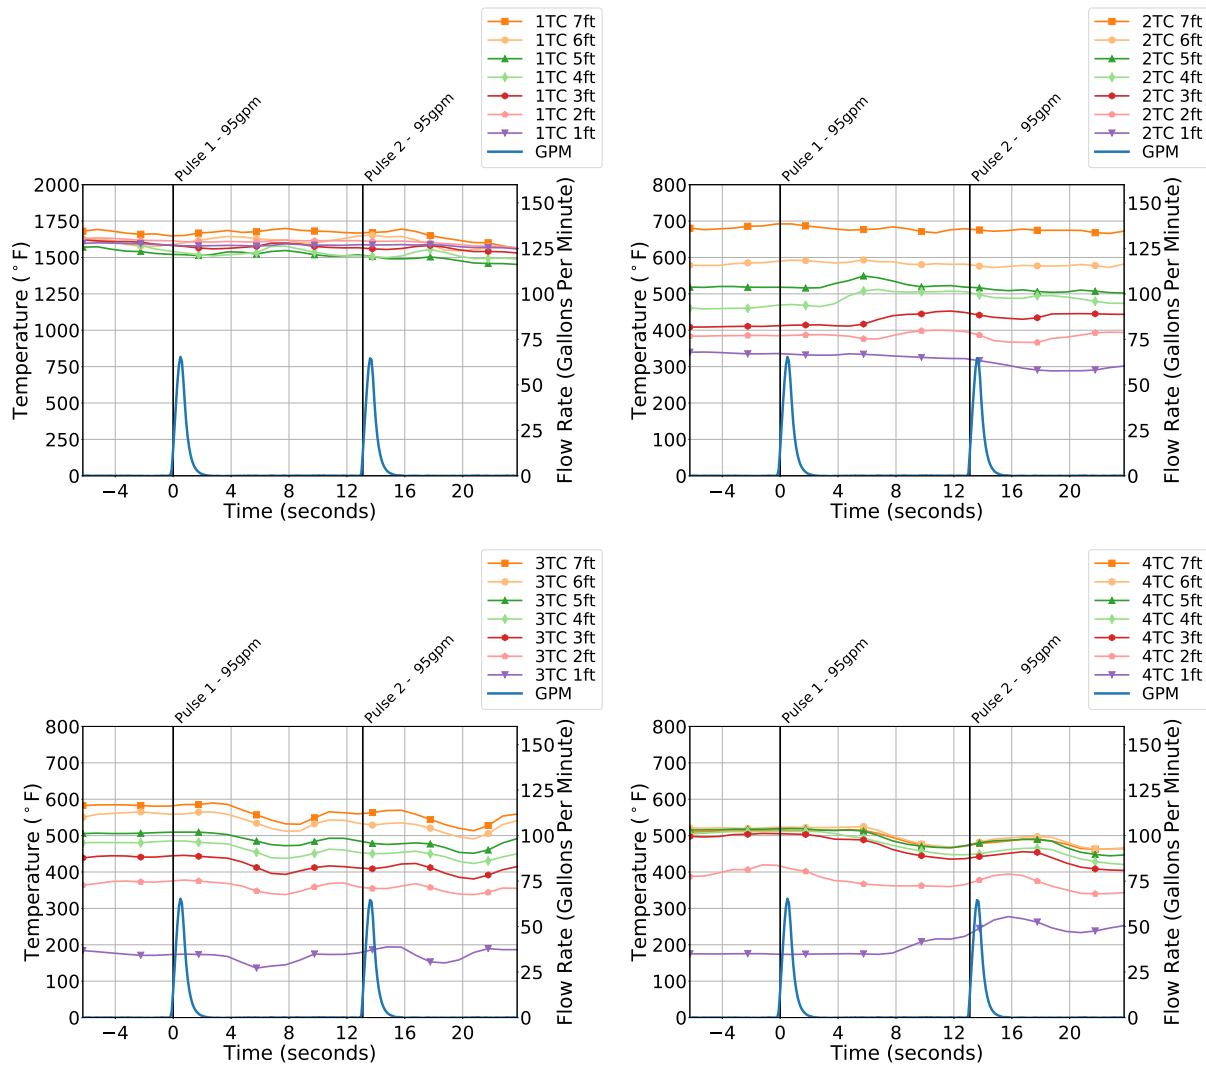 1TC 7ft
1TC 6ft
1TC 5ft
1TC 4ft
1TC 3ft
1TC 2ft
1TC 1ft
GPM
Pulse 1 - 95gpm
Pulse 2 -  95gpm
2000
1750
1500
1250
1000
750
500
250
0
Temperature (°F)
150
125
100
75
50
25
0
Flow Rate (Gallons Per Minute)
−4 0 4 8 12 16 20
Time (seconds)
2TC 7ft
2TC 6ft
2TC 5ft
2TC 4ft
2TC 3ft
2TC 2ft
2TC 1ft
GPM
Pulse 1 - 95gpm
Pulse 2 -  95gpm
800
700
600
500
400
300
200
100
0
Temperature (°F)
150
125
100
75
50
25
0
Flow Rate (Gallons Per Minute)
−4 0 4 8 12 16 20
Time (seconds)
3TC 7ft
3TC 6ft
3TC 5ft
3TC 4ft
3TC 3ft
3TC 2ft
3TC 1ft
GPM
Pulse 1 - 95gpm
Pulse 2 -  95gpm
800
700
600
500
400
300
200
100
0
Temperature (°F)
150
125
100
75
50
25
0
Flow Rate (Gallons Per Minute)
−4 0 4 8 12 16 20
Time (seconds)
4TC 7ft
4TC 6ft
4TC 5ft
4TC 4ft
4TC 3ft
4TC 2ft
4TC 1ft
GPM
Pulse 1 - 95gpm
Pulse 2 -  95gpm
800
700
600
500
400
300
200
100
0
Temperature (°F)
150
125
100
75
50
25
0
Flow Rate (Gallons Per Minute)
−4 0 4 8 12 16 20
Time (seconds)